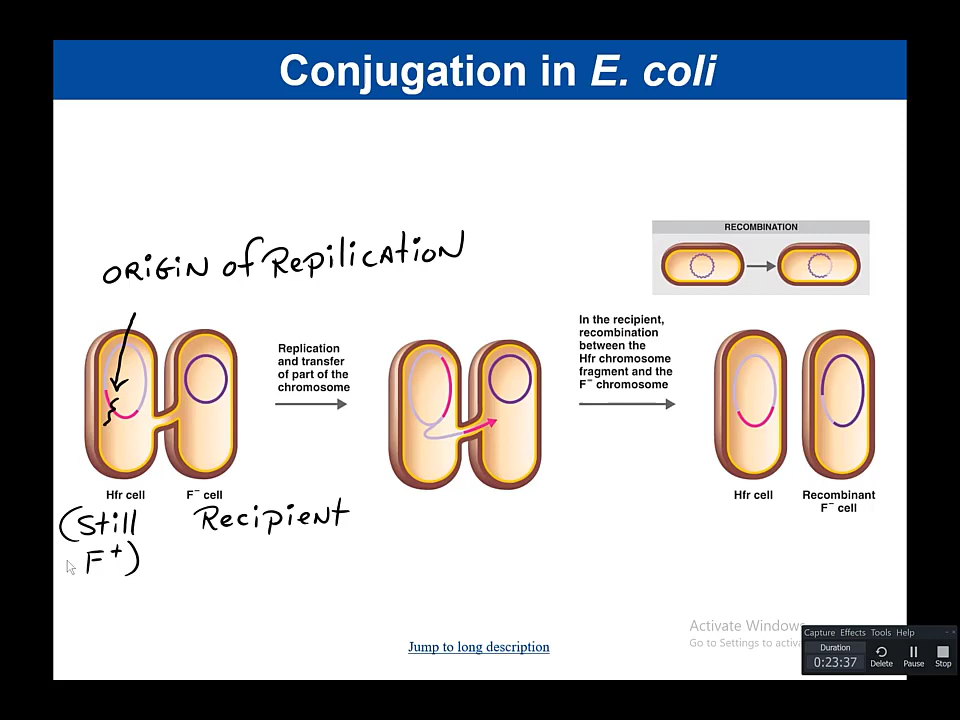 Conjugation in E. coli
ORIGIN of Repilication
RECOMBINATION
Replication
and transfer
of part of the
chromosome
In the recipient,
recombination
between the
Hfr chromosome
fragment and the
F⁻ chromosome
Hfr cell
F⁻ cell
Hfr cell
Recombinant
F⁻ cell
(Still
F⁺)
Recipient
Jump to long description
Activate Windows
Go to Settings to activ
Capture Effects Tools Help
Duration
0:23:37
Delete
Pause
Stop